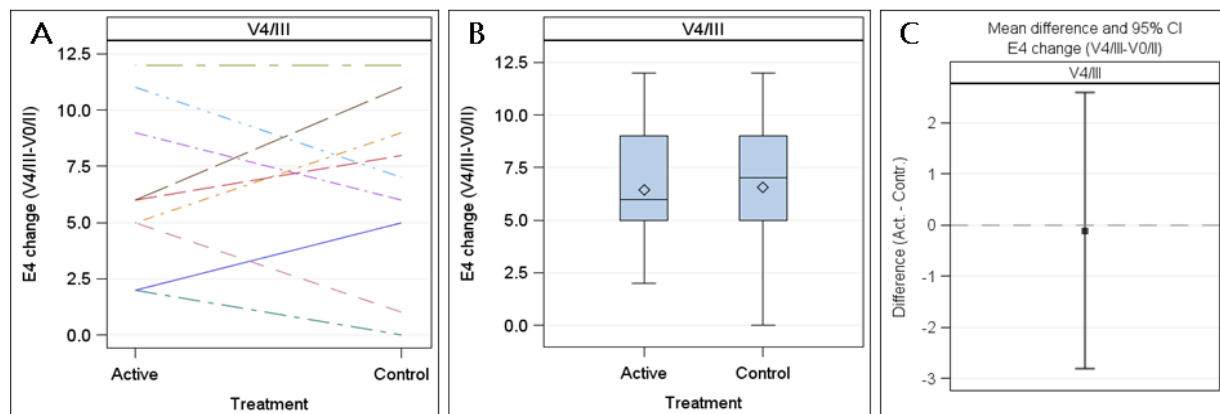 A
V4/III
12.5
10.0
7.5
5.0
2.5
0.0
E4 change (V4/III-V0/II)
Active
Control
Treatment
B
V4/III
12.5
10.0
7.5
5.0
2.5
0.0
E4 change (V4/III-V0/II)
Active
Control
Treatment
C
Mean difference and 95% CI
E4 change (V4/III-V0/II)
V4/III
2
1
0
-1
-2
-3
Difference (Act. - Contr.)